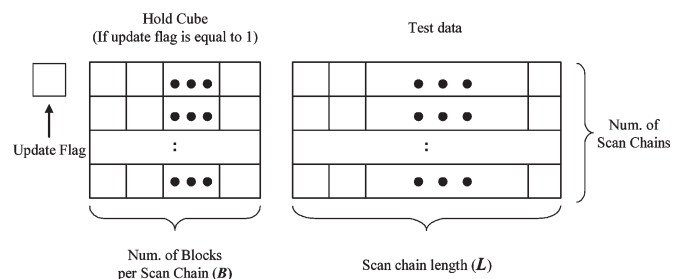 Hold Cube
(If update flag is equal to 1)
Test data
Update Flag
:
:
Num. of
Scan Chains
Num. of Blocks
per Scan Chain (B)
Scan chain length (L)